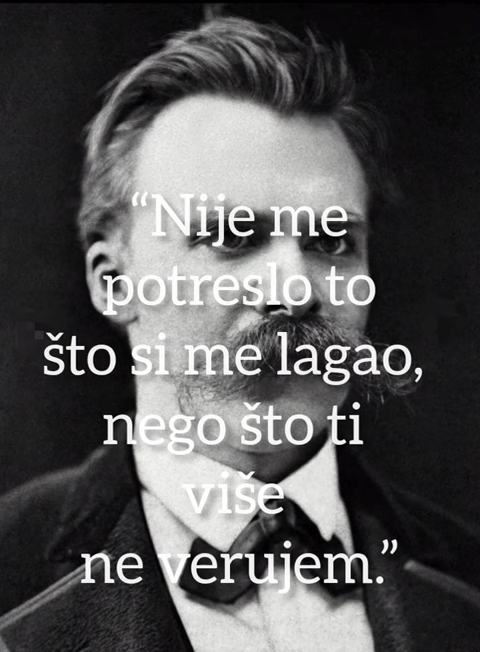 “Nije me
potreslo to
što si me lagao,
nego što ti
više
ne verujem.”